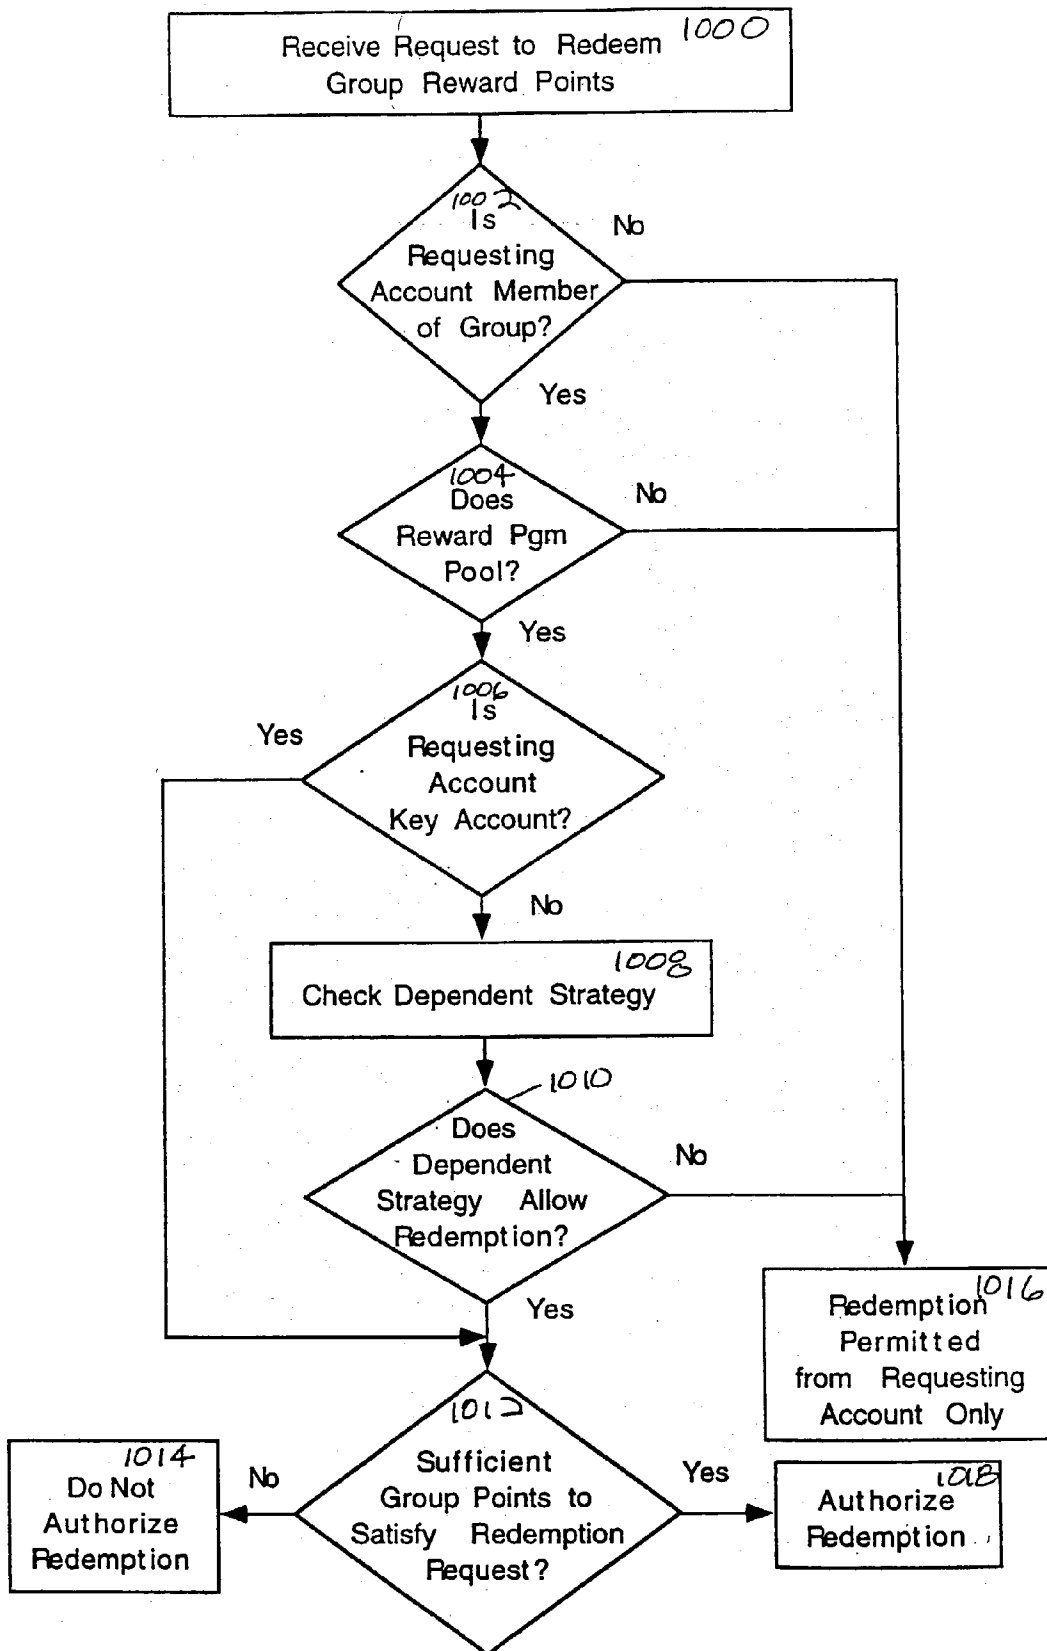 1000
Receive Request to Redeem
Group Reward Points
1002
Is
Requesting
Account Member
of Group?
No
Yes
1004
Does
Reward Pgm
Pool?
No
Yes
1006
Is
Requesting
Account
Key Account?
Yes
No
1008
Check Dependent Strategy
1010
Does
Dependent
Strategy Allow
Redemption?
No
Yes
1016
Redemption
Permitted
from Requesting
Account Only
1012
Sufficient
Group Points to
Satisfy Redemption
Request?
No
Yes
1014
Do Not
Authorize
Redemption
1018
Authorize
Redemption